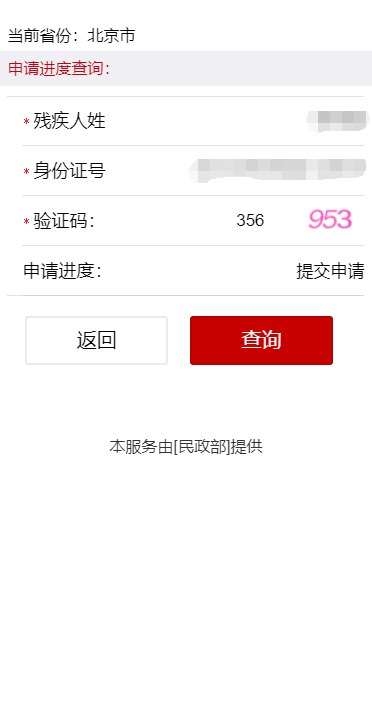 当前省份：北京市
申请进度查询：
*残疾人姓
*身份证号
*验证码： 356 953
申请进度： 提交申请
返回 查询
本服务由[民政部]提供